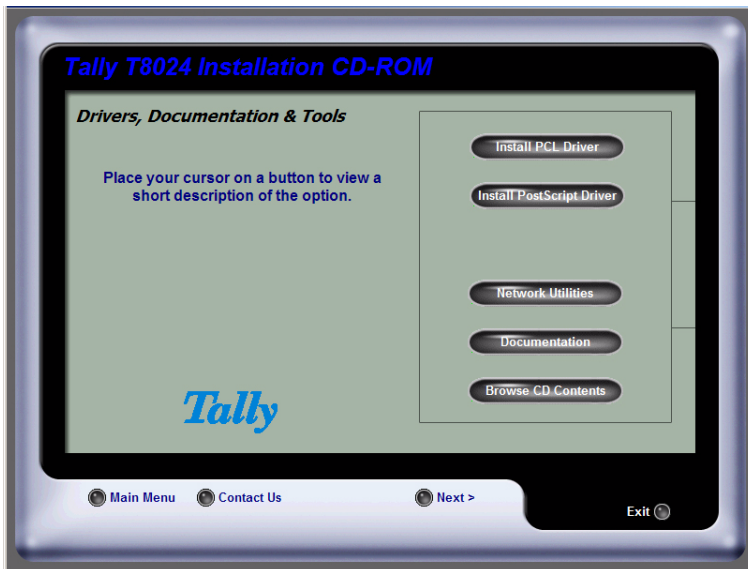 Tally T8024 Installation CD-ROM
Drivers, Documentation & Tools
Place your cursor on a button to view a
short description of the option.
Install PCL Driver
Install PostScript Driver
Network Utilities
Documentation
Browse CD Contents
Tally
Main Menu
Contact Us
Next >
Exit